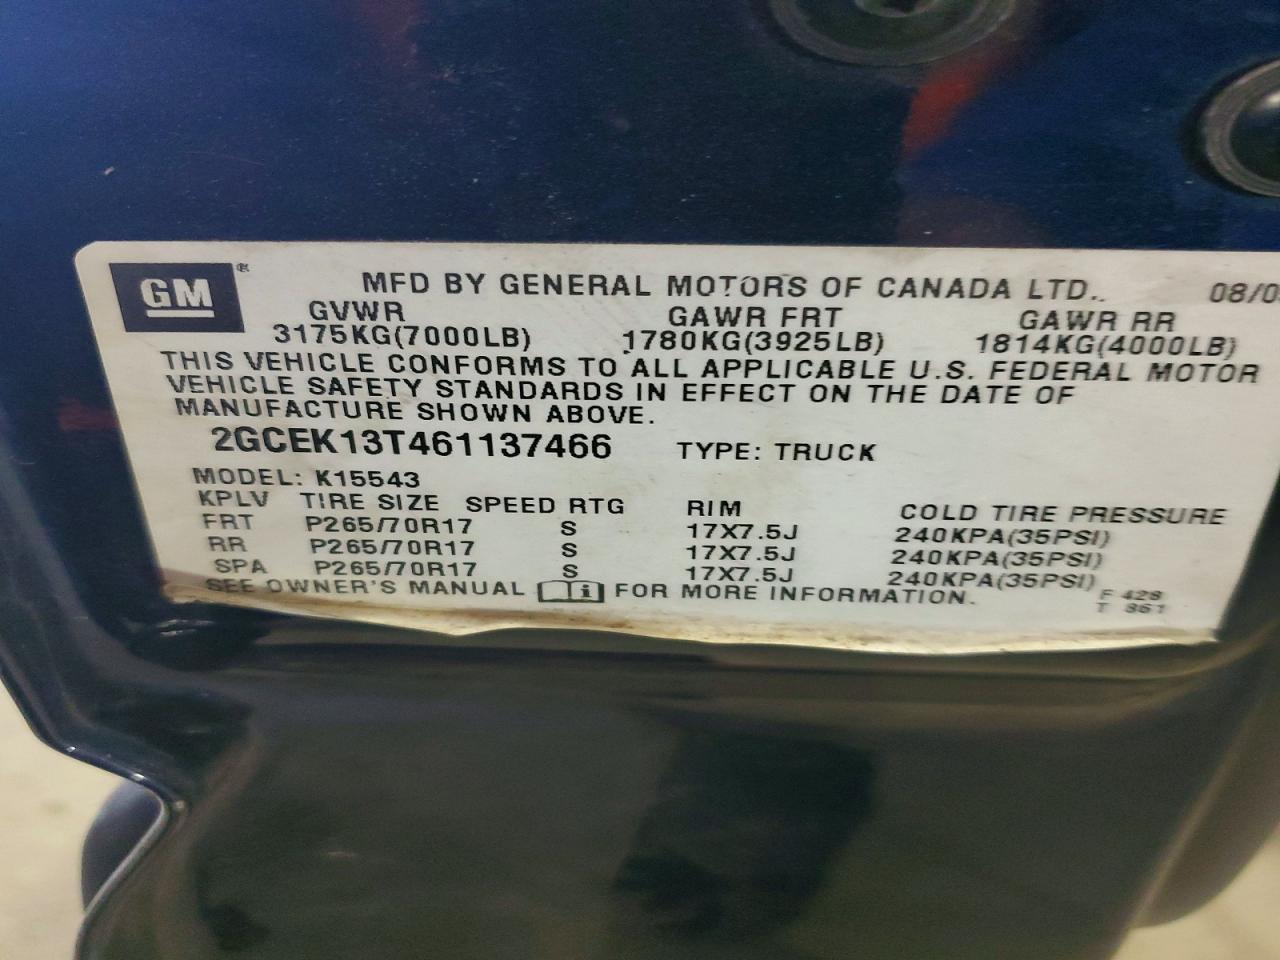 GM® MFD BY GENERAL MOTORS OF CANADA LTD. 08/0
GVWR GAWR FRT GAWR RR
3175KG(7000LB) 1780KG(3925LB) 1814KG(4000LB)
THIS VEHICLE CONFORMS TO ALL APPLICABLE U.S. FEDERAL MOTOR
VEHICLE SAFETY STANDARDS IN EFFECT ON THE DATE OF
MANUFACTURE SHOWN ABOVE.
2GCEK13T461137466 TYPE: TRUCK
MODEL: K15543
KPLV TIRE SIZE SPEED RTG RIM COLD TIRE PRESSURE
FRT P265/70R17 S 17X7.5J 240KPA(35PSI)
RR P265/70R17 S 17X7.5J 240KPA(35PSI)
SPA P265/70R17 S 17X7.5J 240KPA(35PSI)
SEE OWNER'S MANUAL i FOR MORE INFORMATION.
F 428
T 861